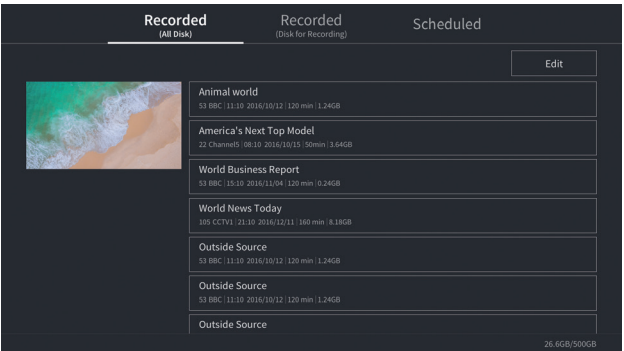 Recorded
(All Disk)
Recorded
(Disk for Recording)
Scheduled
Edit
Animal world
53 BBC | 11:10 2016/10/12 | 120 min | 1.24GB
America's Next Top Model
22 Channel5 | 08:10 2016/10/15 | 50min | 3.64GB
World Business Report
53 BBC | 15:10 2016/11/04 | 120 min | 0.24GB
World News Today
105 CCTV1 | 21:10 2016/12/11 | 160 min | 8.18GB
Outside Source
53 BBC | 11:10 2016/10/12 | 120 min | 1.24GB
Outside Source
53 BBC | 11:10 2016/10/12 | 120 min | 1.24GB
Outside Source
26.6GB/500GB